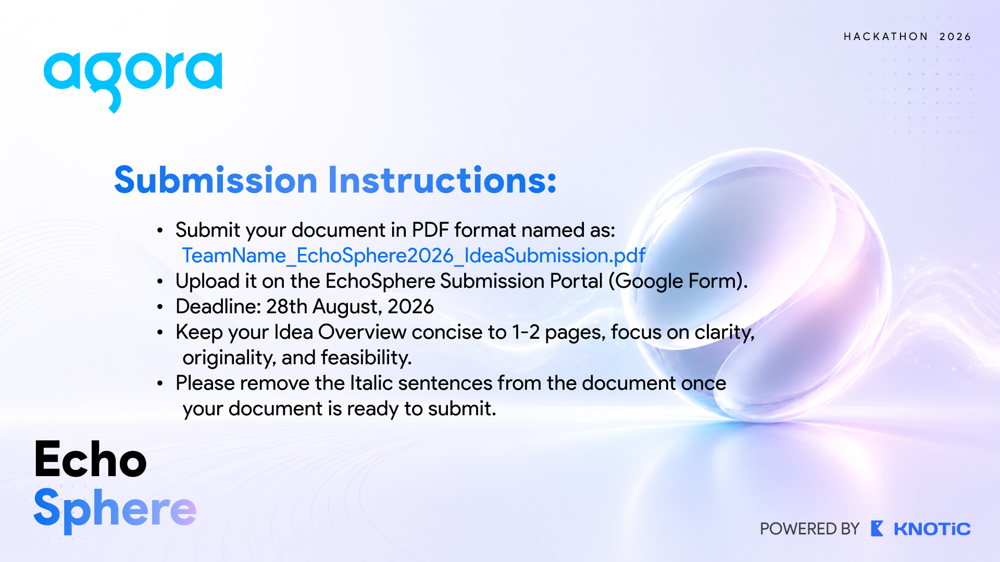 HACKATHON 2026
agora
Submission Instructions:
• Submit your document in PDF format named as:
TeamName_EchoSphere2026_IdeaSubmission.pdf
• Upload it on the EchoSphere Submission Portal (Google Form).
• Deadline: 28th August, 2026
• Keep your Idea Overview concise to 1-2 pages, focus on clarity,
originality, and feasibility.
• Please remove the Italic sentences from the document once
your document is ready to submit.
Echo
Sphere
POWERED BY KNOTiC